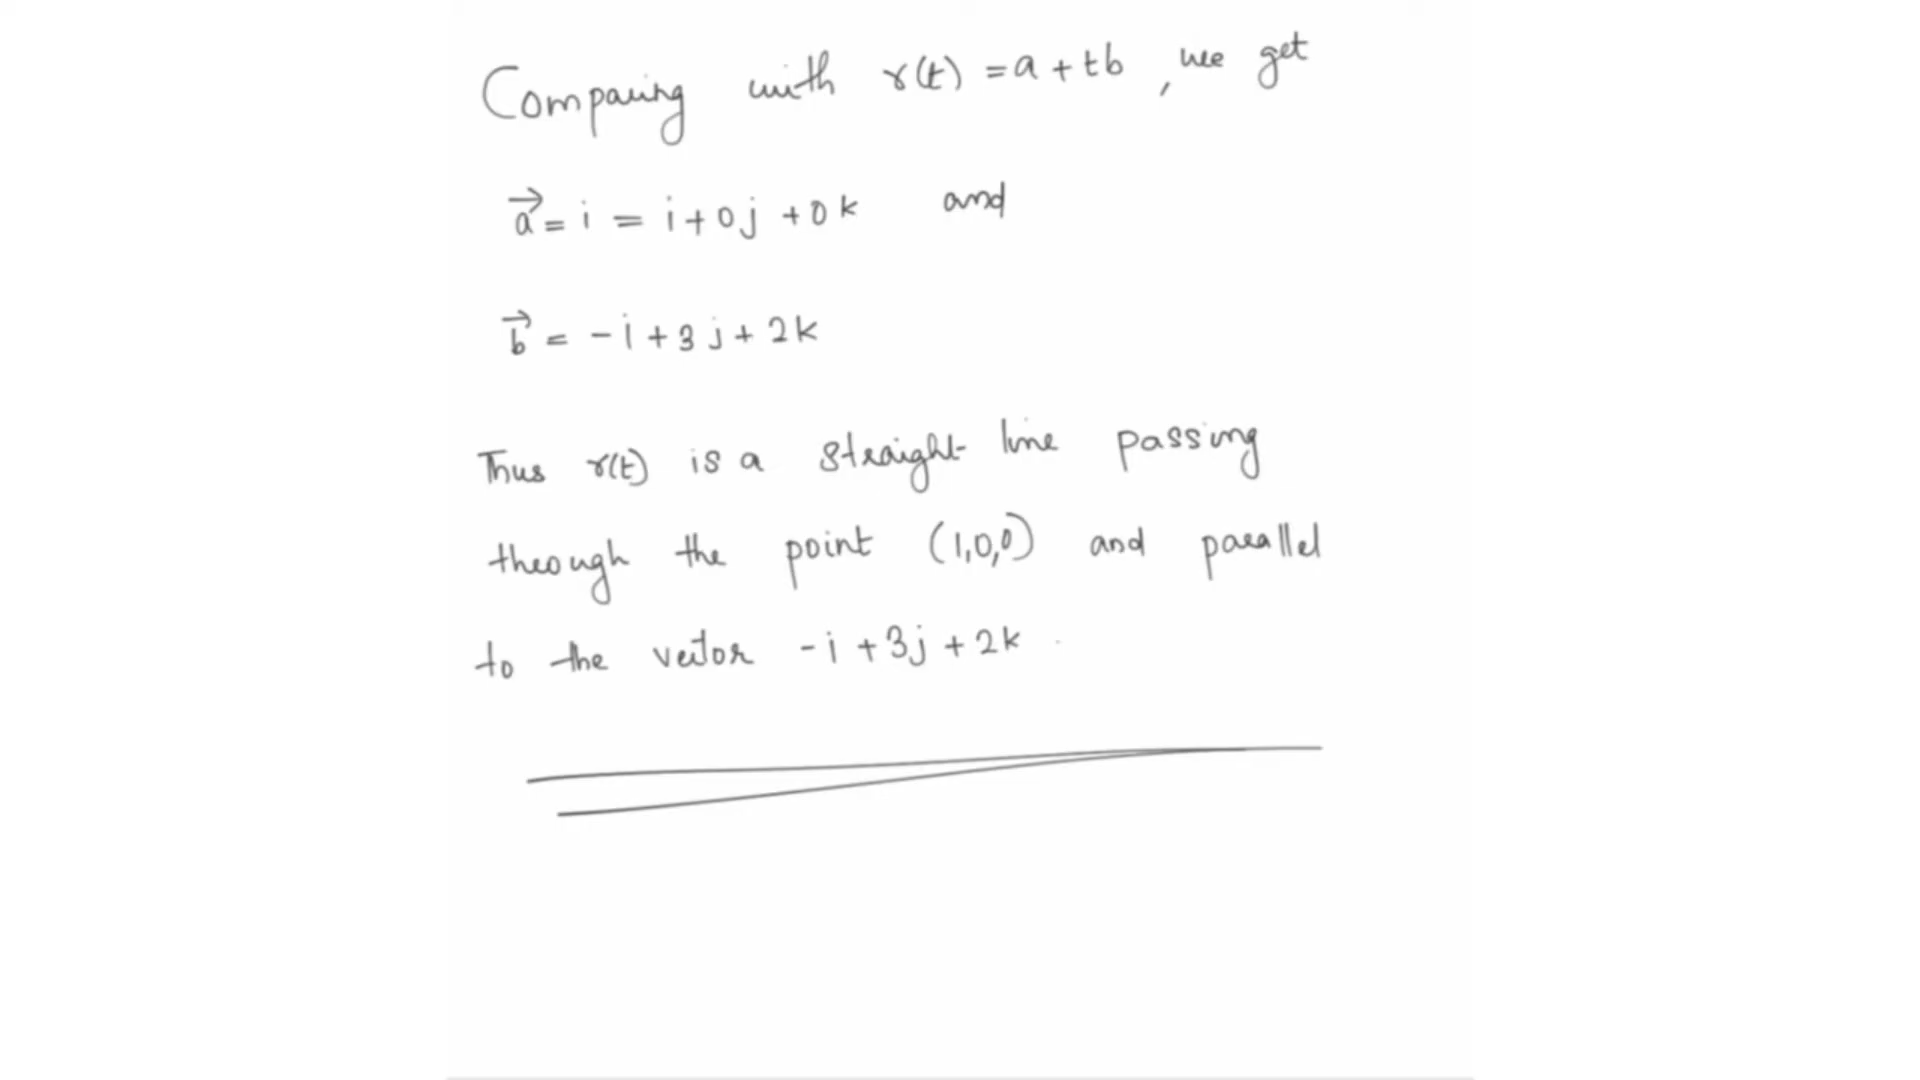 Comparing with r(t) = a + tb , we get
a⃗ = i = i + 0j + 0k and
b⃗ = -i + 3j + 2k
Thus r(t) is a straight line passing
through the point (1,0,0) and parallel
to the vector -i + 3j + 2k .